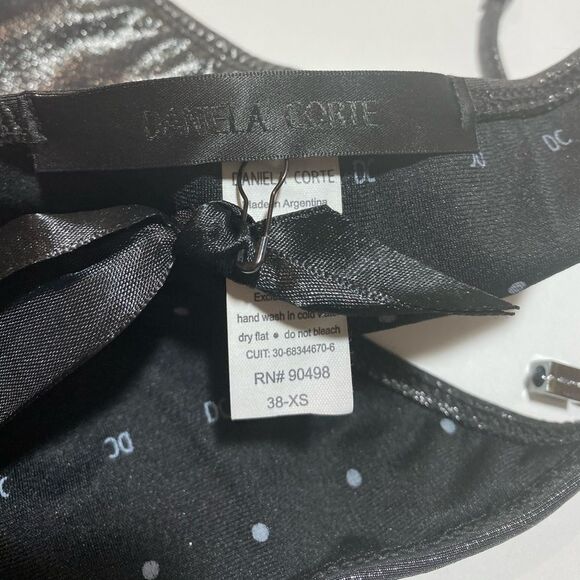 DANIELA CORTE
DANIELA CORTE
Made in Argentina
hand wash in cold
dry flat • do not bleach
CUIT: 30-68344670-6
RN# 90498
38-XS
DC
DC
DC
DC